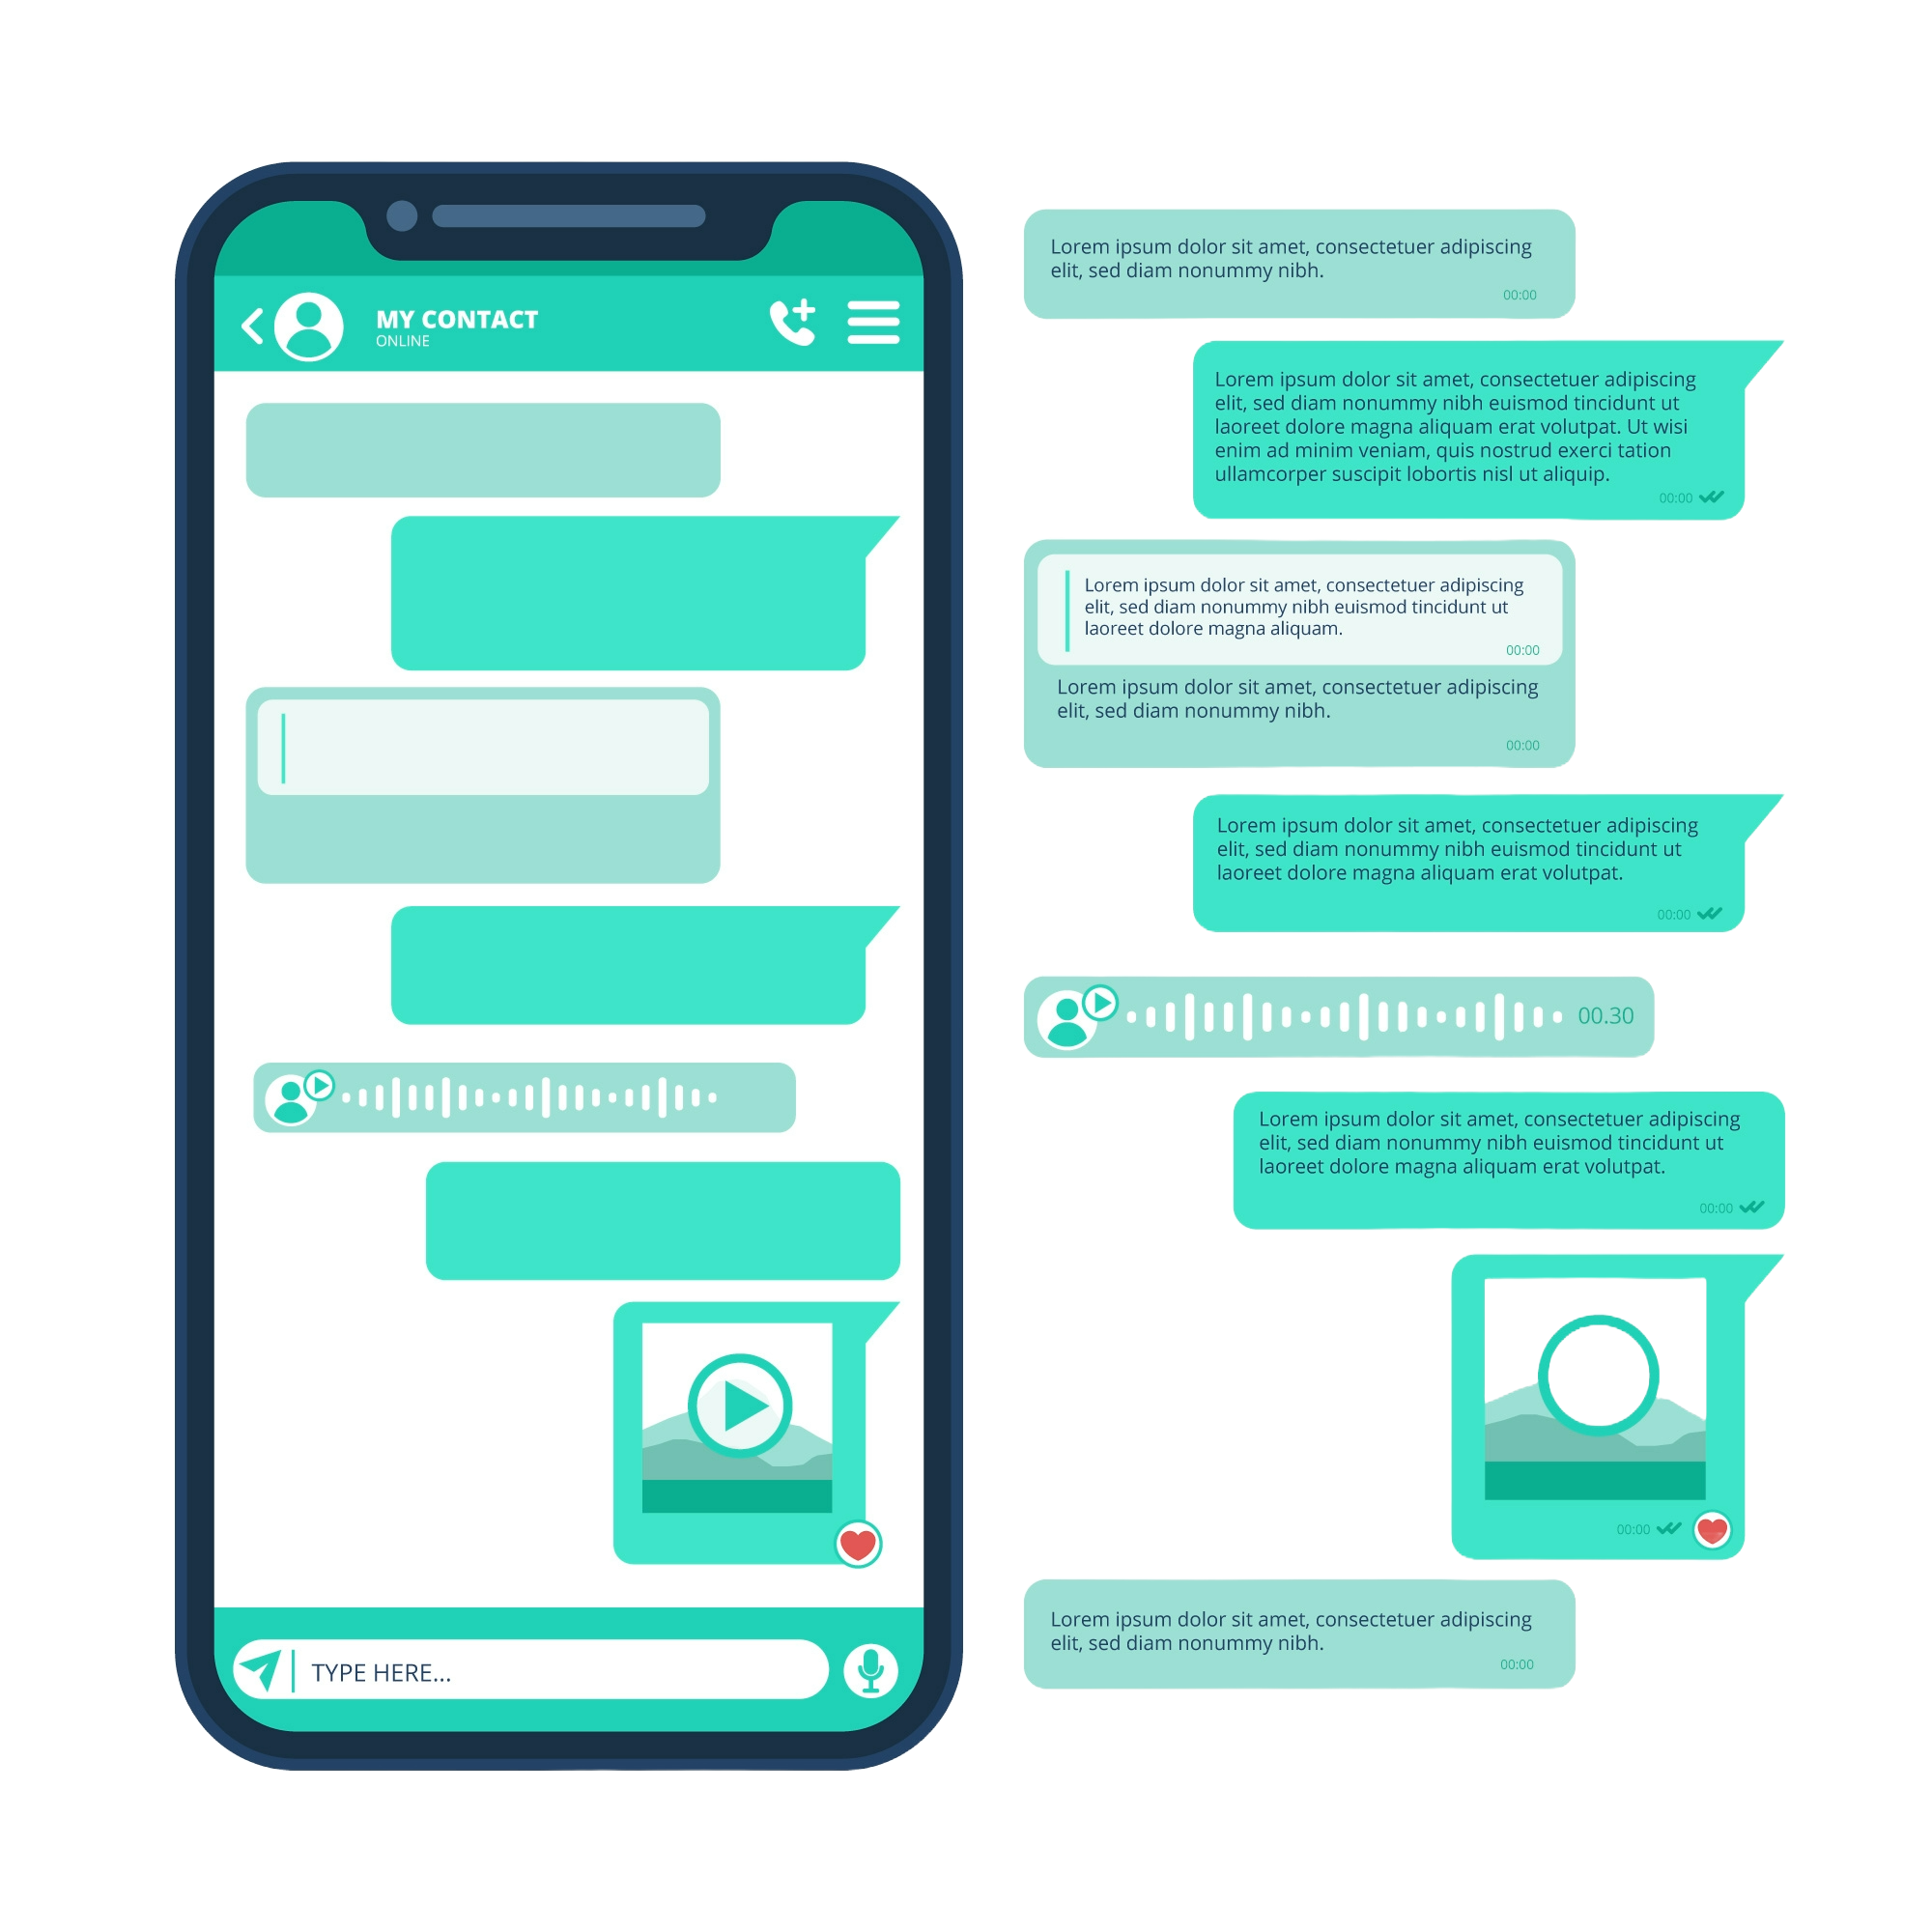 MY CONTACT
ONLINE
TYPE HERE...
Lorem ipsum dolor sit amet, consectetuer adipiscing
elit, sed diam nonummy nibh.
00:00
Lorem ipsum dolor sit amet, consectetuer adipiscing
elit, sed diam nonummy nibh euismod tincidunt ut
laoreet dolore magna aliquam erat volutpat. Ut wisi
enim ad minim veniam, quis nostrud exerci tation
ullamcorper suscipit lobortis nisl ut aliquip.
00:00
Lorem ipsum dolor sit amet, consectetuer adipiscing
elit, sed diam nonummy nibh euismod tincidunt ut
laoreet dolore magna aliquam.
00:00
Lorem ipsum dolor sit amet, consectetuer adipiscing
elit, sed diam nonummy nibh.
00:00
Lorem ipsum dolor sit amet, consectetuer adipiscing
elit, sed diam nonummy nibh euismod tincidunt ut
laoreet dolore magna aliquam erat volutpat.
00:00
00.30
Lorem ipsum dolor sit amet, consectetuer adipiscing
elit, sed diam nonummy nibh euismod tincidunt ut
laoreet dolore magna aliquam erat volutpat.
00:00
00:00
Lorem ipsum dolor sit amet, consectetuer adipiscing
elit, sed diam nonummy nibh.
00:00